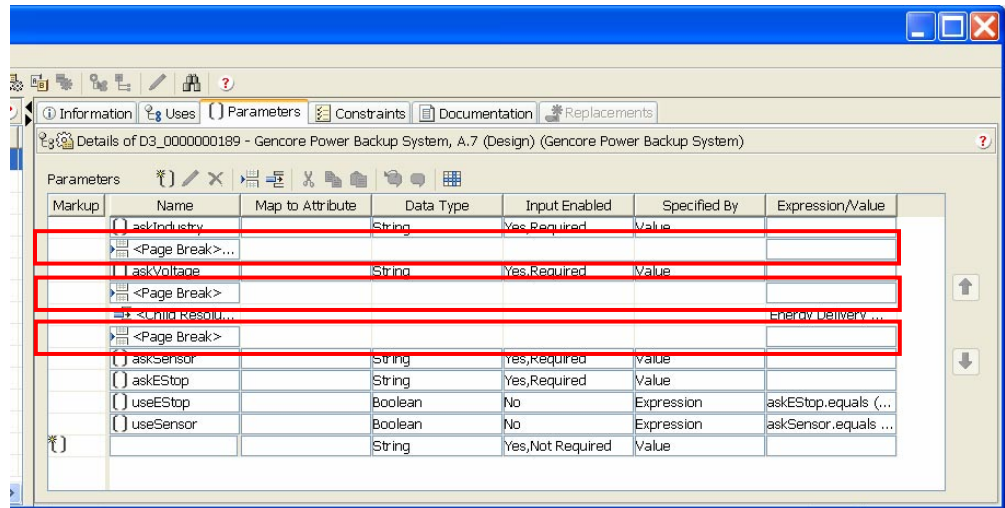 Information Uses Parameters Constraints Documentation Replacements
Details of D3_0000000189 - Gencore Power Backup System, A.7 (Design) (Gencore Power Backup System)
Parameters
Markup Name Map to Attribute Data Type Input Enabled Specified By Expression/Value
askIndustry String Yes,Required Value
<Page Break>...
askVoltage String Yes,Required Value
<Page Break>
<Child Resolu... Energy Delivery ...
<Page Break>
askSensor String Yes,Required Value
askEStop String Yes,Required Value
useEStop Boolean No Expression askEStop.equals (...
useSensor Boolean No Expression askSensor.equals ...
String Yes,Not Required Value